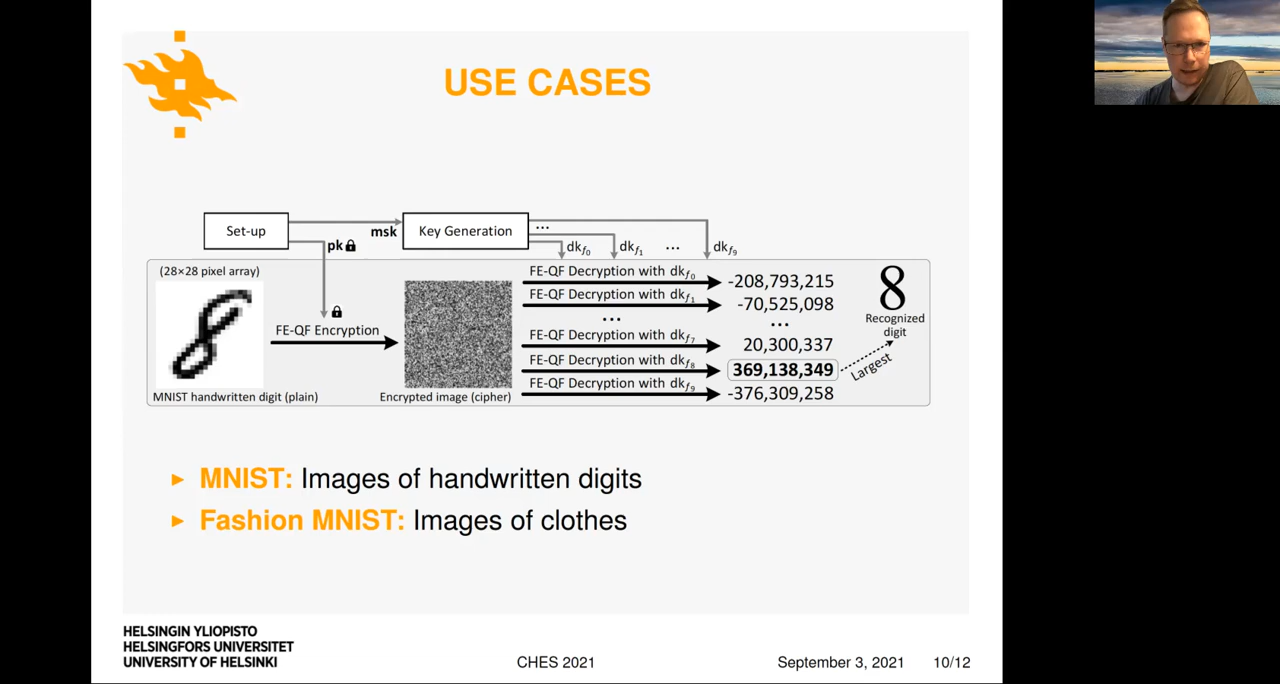 USE CASES
Set-up
msk
Key Generation
...
pk
dkf0
dkf1
...
dkf9
(28×28 pixel array)
FE-QF Encryption
MNIST handwritten digit (plain)
Encrypted image (cipher)
FE-QF Decryption with dkf0
-208,793,215
FE-QF Decryption with dkf1
-70,525,098
...
...
FE-QF Decryption with dkf7
20,300,337
FE-QF Decryption with dkf8
369,138,349
FE-QF Decryption with dkf9
-376,309,258
Largest
8
Recognized
digit
► MNIST: Images of handwritten digits
► Fashion MNIST: Images of clothes
HELSINGIN YLIOPISTO
HELSINGFORS UNIVERSITET
UNIVERSITY OF HELSINKI
CHES 2021
September 3, 2021
10/12